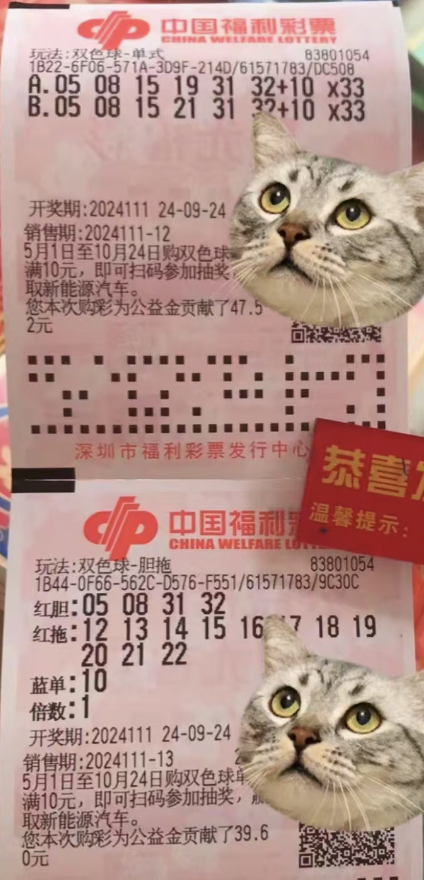 中国福利彩票
CHINA WELFARE LOTTERY
玩法:双色球-单式 83801054
1B22-6F06-571A-3D9F-214D/61571783/DC508
A.05 08 15 19 31 32+10 x33
B.05 08 15 21 31 32+10 x33
开奖期:2024111 24-09-24
销售期:2024111-12
5月1日至10月24日购双色球
满10元，即可扫码参加抽奖，
取新能源汽车。
您本次购彩为公益金贡献了47.5
2元
深圳市福利彩票发行中心
恭喜
温馨提示：
中国福利
CHINA WELFARE LOT
玩法:双色球-胆拖 83801054
1B44-0F66-562C-D576-F551/61571783/9C30C
红胆:05 08 31 32
红拖:12 13 14 15 16 17 18 19
20 21 22
蓝单:10
倍数:1
开奖期:2024111 24-09-24
销售期:2024111-13
5月1日至10月24日购双色球单
满10元，即可扫码参加抽奖，
取新能源汽车。
您本次购彩为公益金贡献了39.6
0元